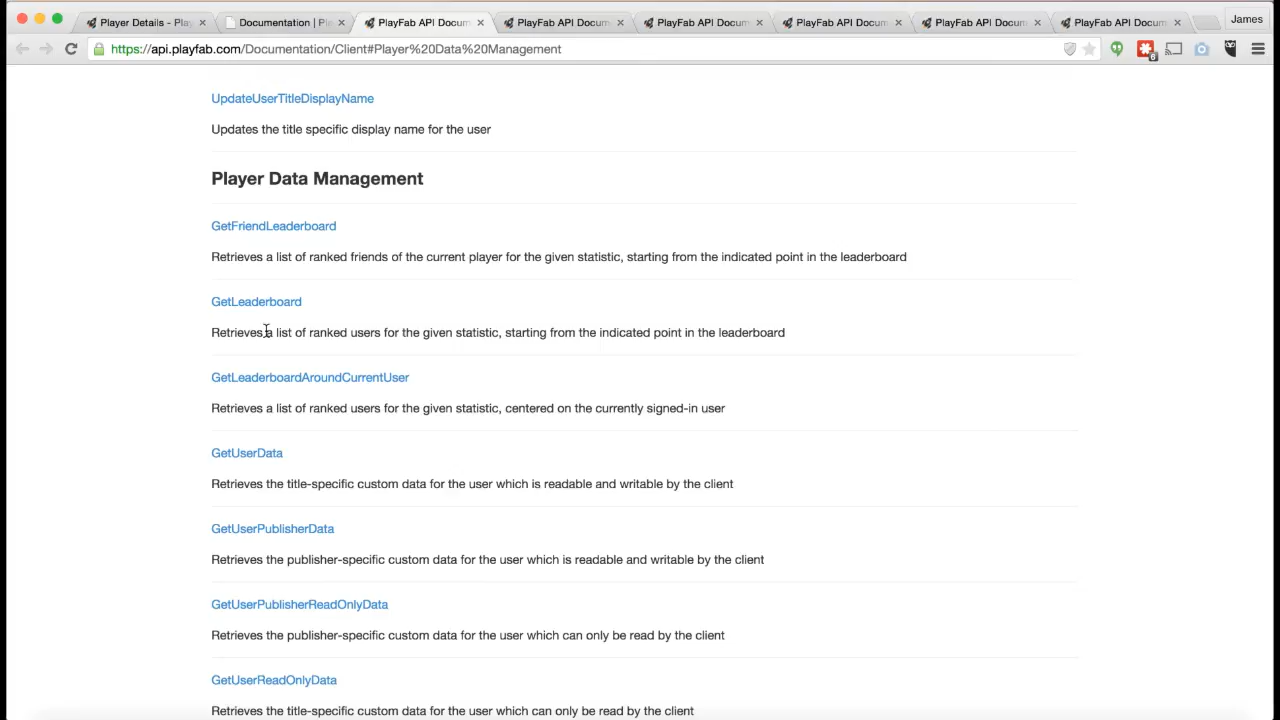 Player Details - Play
Documentation | Pl
PlayFab API Docum
PlayFab API Docum
PlayFab API Docum
PlayFab API Docum
PlayFab API Docum
PlayFab API Docum
James
https://api.playfab.com/Documentation/Client#Player%20Data%20Management
6
UpdateUserTitleDisplayName
Updates the title specific display name for the user
Player Data Management
GetFriendLeaderboard
Retrieves a list of ranked friends of the current player for the given statistic, starting from the indicated point in the leaderboard
GetLeaderboard
Retrieves a list of ranked users for the given statistic, starting from the indicated point in the leaderboard
GetLeaderboardAroundCurrentUser
Retrieves a list of ranked users for the given statistic, centered on the currently signed-in user
GetUserData
Retrieves the title-specific custom data for the user which is readable and writable by the client
GetUserPublisherData
Retrieves the publisher-specific custom data for the user which is readable and writable by the client
GetUserPublisherReadOnlyData
Retrieves the publisher-specific custom data for the user which can only be read by the client
GetUserReadOnlyData
Retrieves the title-specific custom data for the user which can only be read by the client